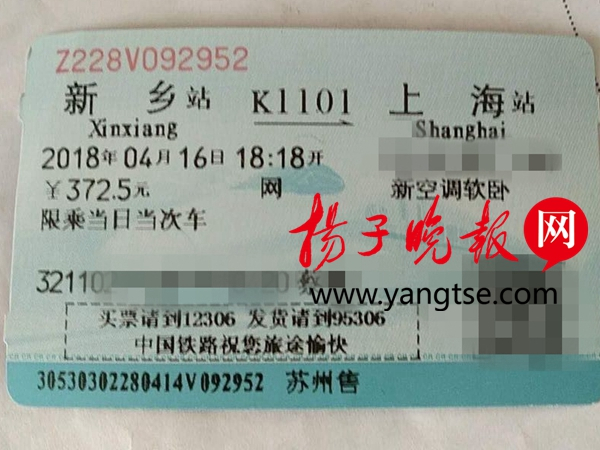 Z228V092952
新乡站 K1101 上海站
Xinxiang Shanghai
2018年04月16日18:18开
￥372.5元 网 新空调软卧
限乘当日当次车
扬子晚报网
321102
www.yangtse.com
买票请到12306 发货请到95306
中国铁路祝您旅途愉快
30530302280414V092952 苏州售